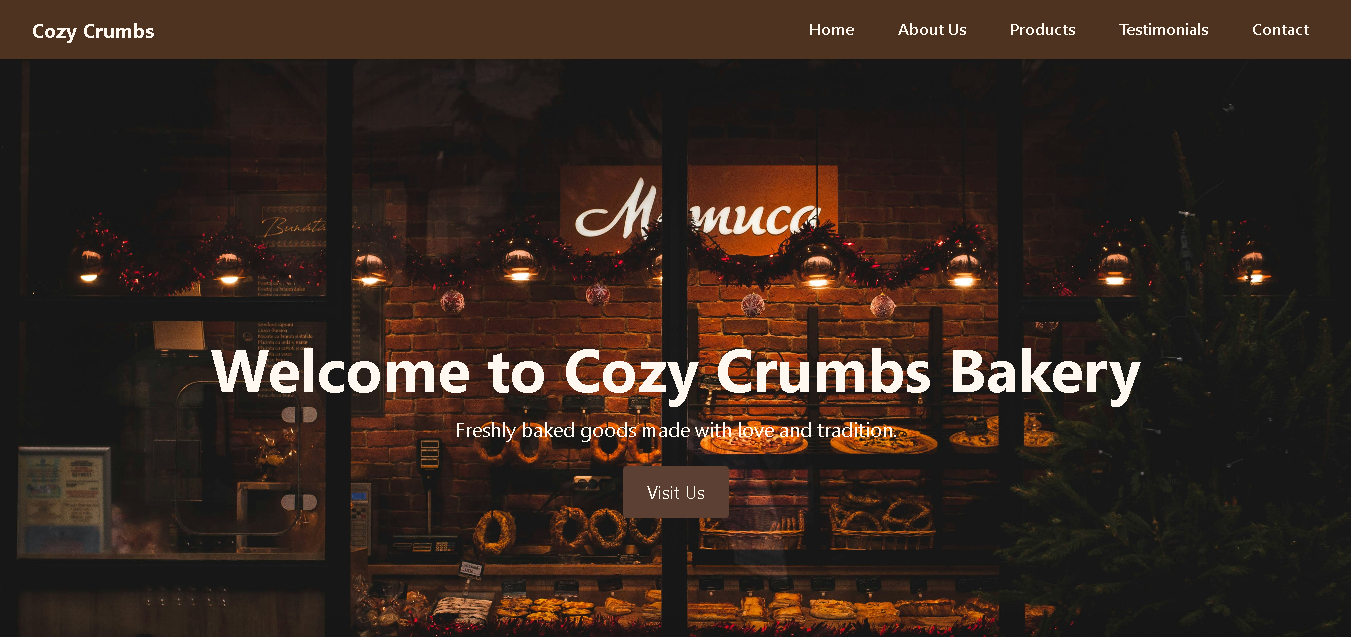 Cozy Crumbs
Home
About Us
Products
Testimonials
Contact
Welcome to Cozy Crumbs Bakery
Freshly baked goods made with love and tradition.
Visit Us